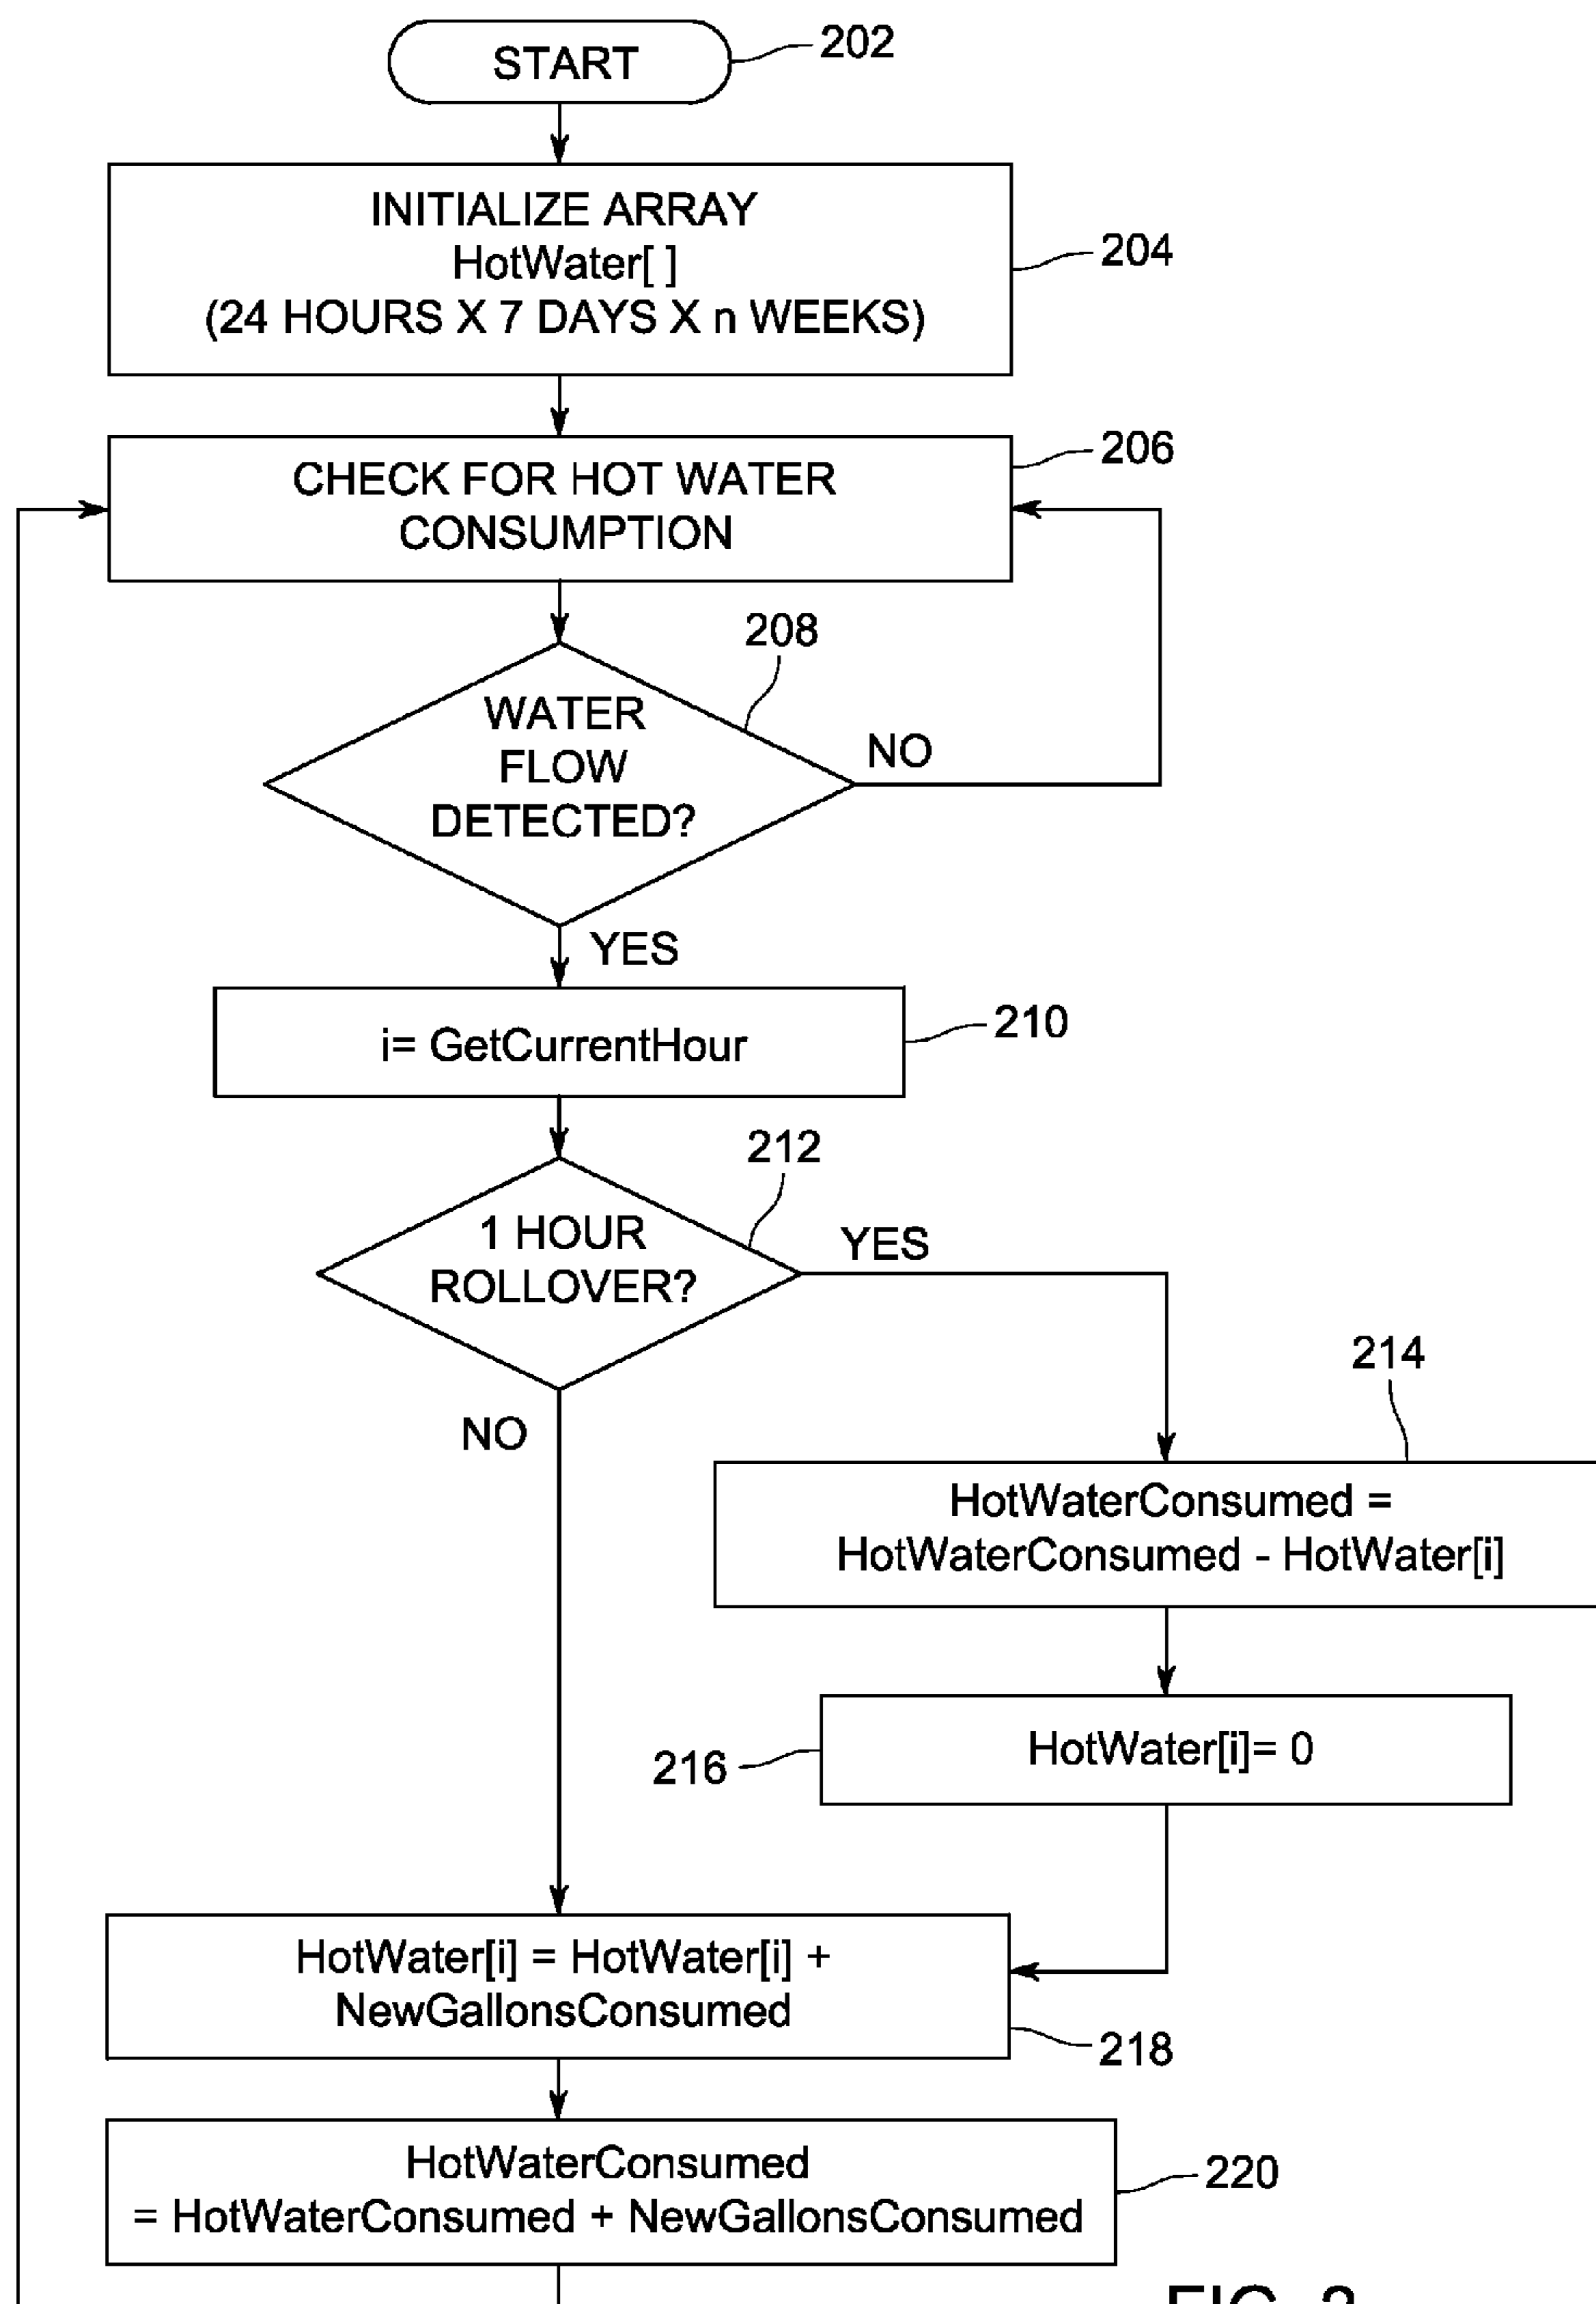 START
202
INITIALIZE ARRAY
HotWater[ ]
(24 HOURS X 7 DAYS X n WEEKS)
204
CHECK FOR HOT WATER
CONSUMPTION
206
208
WATER
FLOW
DETECTED?
NO
YES
i= GetCurrentHour
210
212
1 HOUR
ROLLOVER?
YES
NO
214
HotWaterConsumed =
HotWaterConsumed - HotWater[i]
HotWater[i]= 0
216
HotWater[i] = HotWater[i] +
NewGallonsConsumed
218
HotWaterConsumed
= HotWaterConsumed + NewGallonsConsumed
220